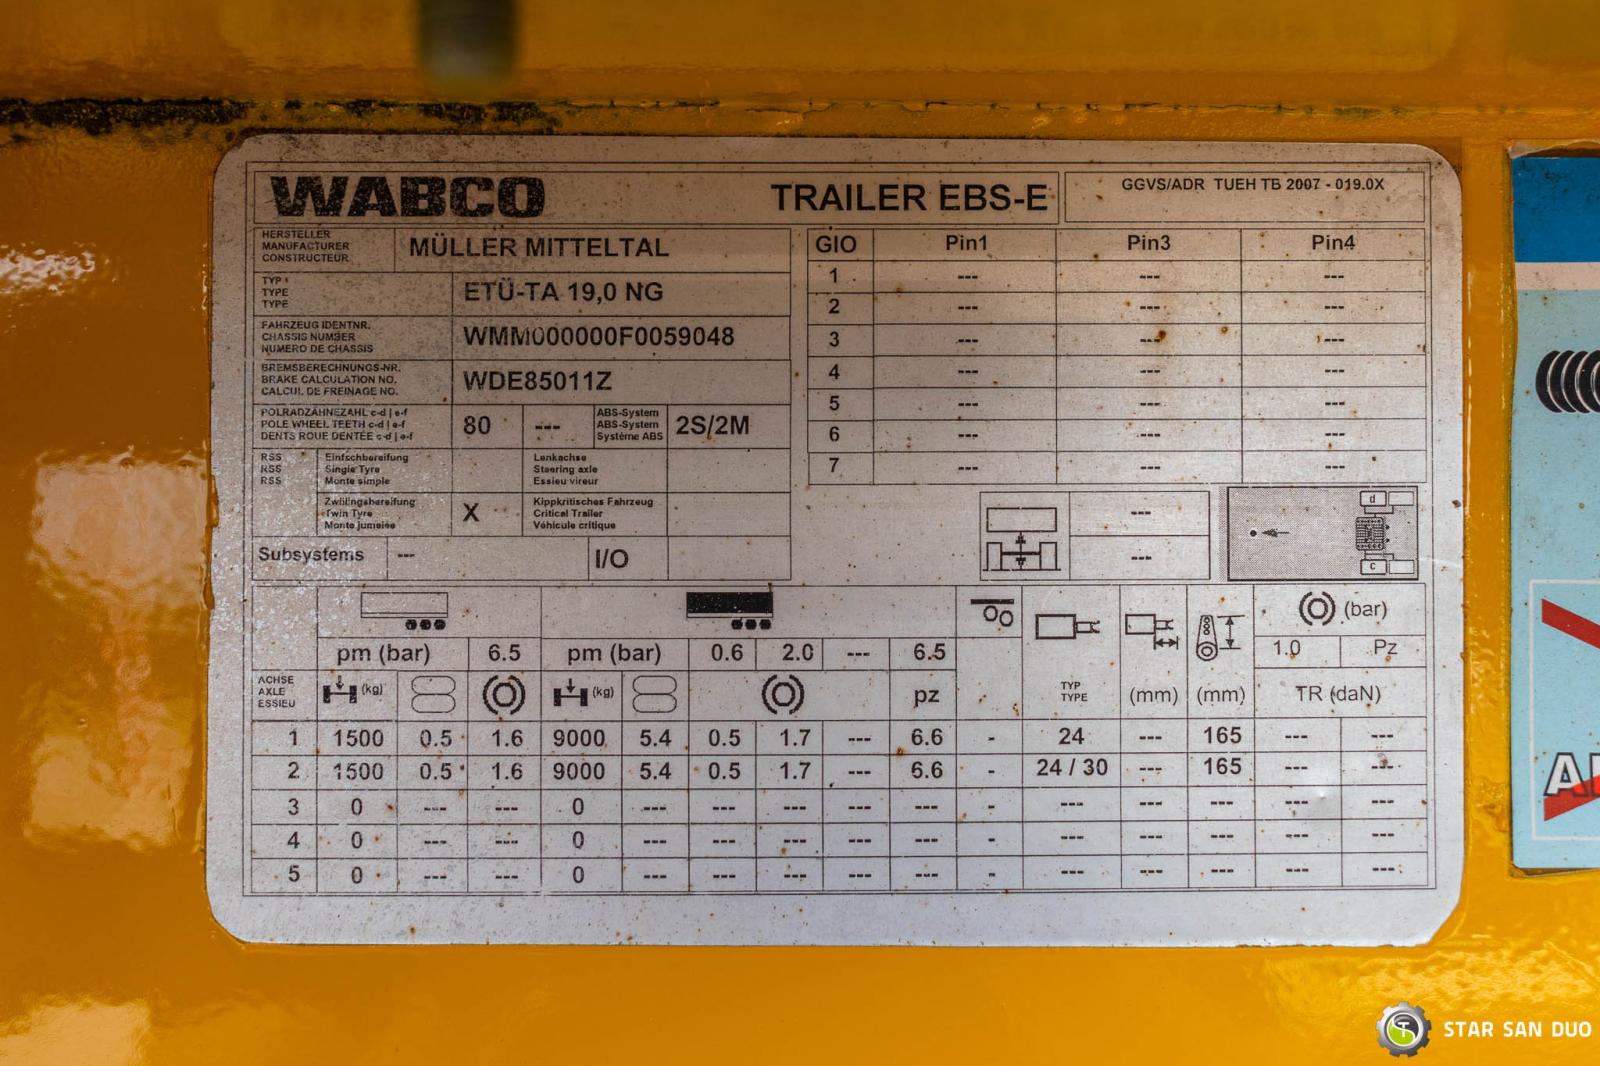 WABCO TRAILER EBS-E GGVS/ADR TUEH TB 2007 - 019.0X
HERSTELLER
MANUFACTURER
CONSTRUCTEUR
MÜLLER MITTELTAL
TYP
TYPE
TYPE
ETÜ-TA 19,0 NG
FAHRZEUG IDENTNR.
CHASSIS NUMBER
NUMERO DE CHASSIS
WMM000000F0059048
BREMSBERECHNUNGS-NR.
BRAKE CALCULATION NO.
CALCUL DE FREINAGE NO.
WDE85011Z
POLRADZÄHNEZAHL c-d | e-f
POLE WHEEL TEETH c-d | e-f
DENTS ROUE DENTÉE c-d | e-f
80 ---
ABS-System
ABS-System
Système ABS
2S/2M
RSS
RSS
RSS
Einfachbereifung
Single Tyre
Monte simple
Lenkachse
Steering axle
Essieu vireur
Zwillingsbereifung
Twin Tyre
Monte jumelée
X
Kippkritisches Fahrzeug
Critical Trailer
Véhicule critique
Subsystems --- I/O
GIO Pin1 Pin3 Pin4
1 --- --- ---
2 --- --- ---
3 --- --- ---
4 --- --- ---
5 --- --- ---
6 --- --- ---
7 --- --- ---
---
---
d
c
(bar)
pm (bar) 6.5 pm (bar) 0.6 2.0 --- 6.5 1.0 Pz
ACHSE
AXLE
ESSIEU
(kg) (kg) pz
TYP
TYPE
(mm) (mm) TR (daN)
1 1500 0.5 1.6 9000 5.4 0.5 1.7 --- 6.6 - 24 --- 165 --- ---
2 1500 0.5 1.6 9000 5.4 0.5 1.7 --- 6.6 - 24 / 30 --- 165 --- ---
3 0 --- --- 0 --- --- --- --- --- - --- --- --- --- ---
4 0 --- --- 0 --- --- --- --- --- - --- --- --- --- ---
5 0 --- --- 0 --- --- --- --- --- - --- --- --- --- ---
STAR SAN DUO